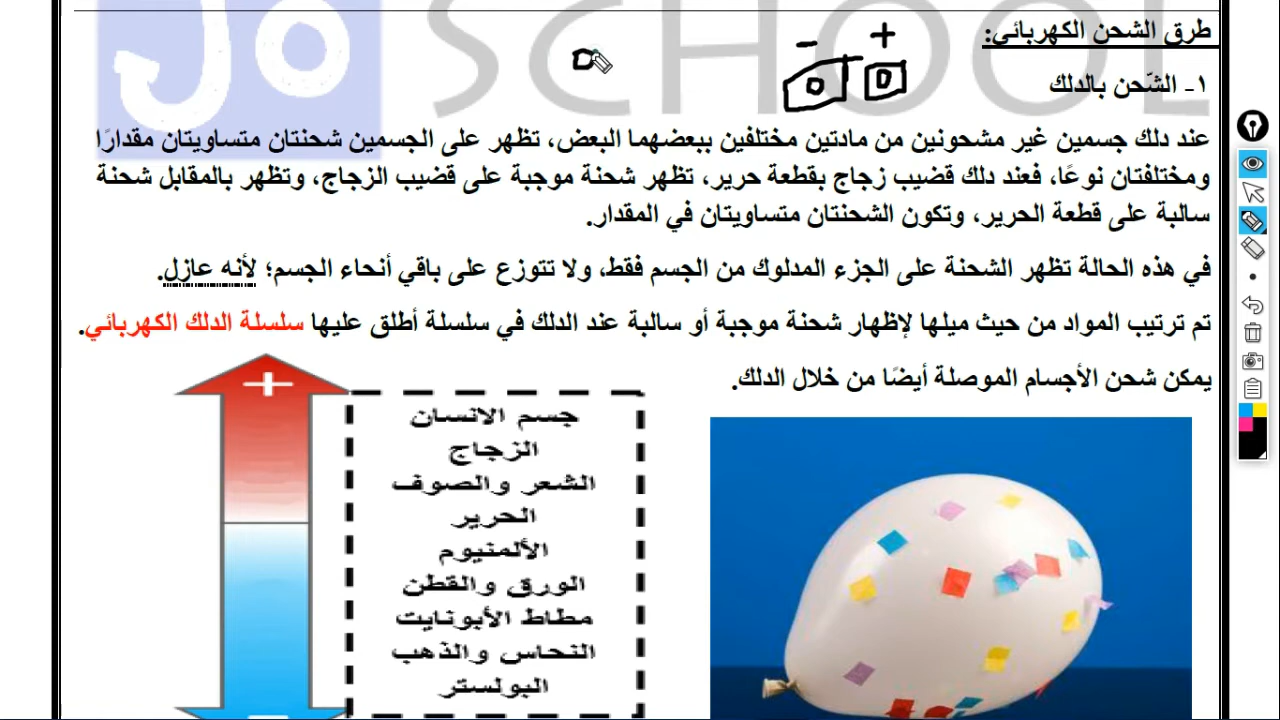 JO SCHOOL
طرق الشحن الكهربائي:
- +
١- الشّحن بالدلك
عند دلك جسمين غير مشحونين من مادتين مختلفين ببعضهما البعض، تظهر على الجسمين شحنتان متساويتان مقدارًا
ومختلفتان نوعًا، فعند دلك قضيب زجاج بقطعة حرير، تظهر شحنة موجبة على قضيب الزجاج، وتظهر بالمقابل شحنة
سالبة على قطعة الحرير، وتكون الشحنتان متساويتان في المقدار.
في هذه الحالة تظهر الشحنة على الجزء المدلوك من الجسم فقط، ولا تتوزع على باقي أنحاء الجسم؛ لأنه عازل.
تم ترتيب المواد من حيث ميلها لإظهار شحنة موجبة أو سالبة عند الدلك في سلسلة أطلق عليها سلسلة الدلك الكهربائي.
يمكن شحن الأجسام الموصلة أيضًا من خلال الدلك.
+
جسم الانسان
الزجاج
الشعر والصوف
الحرير
الألمنيوم
الورق والقطن
مطاط الأبونايت
النحاس والذهب
البولستر
-